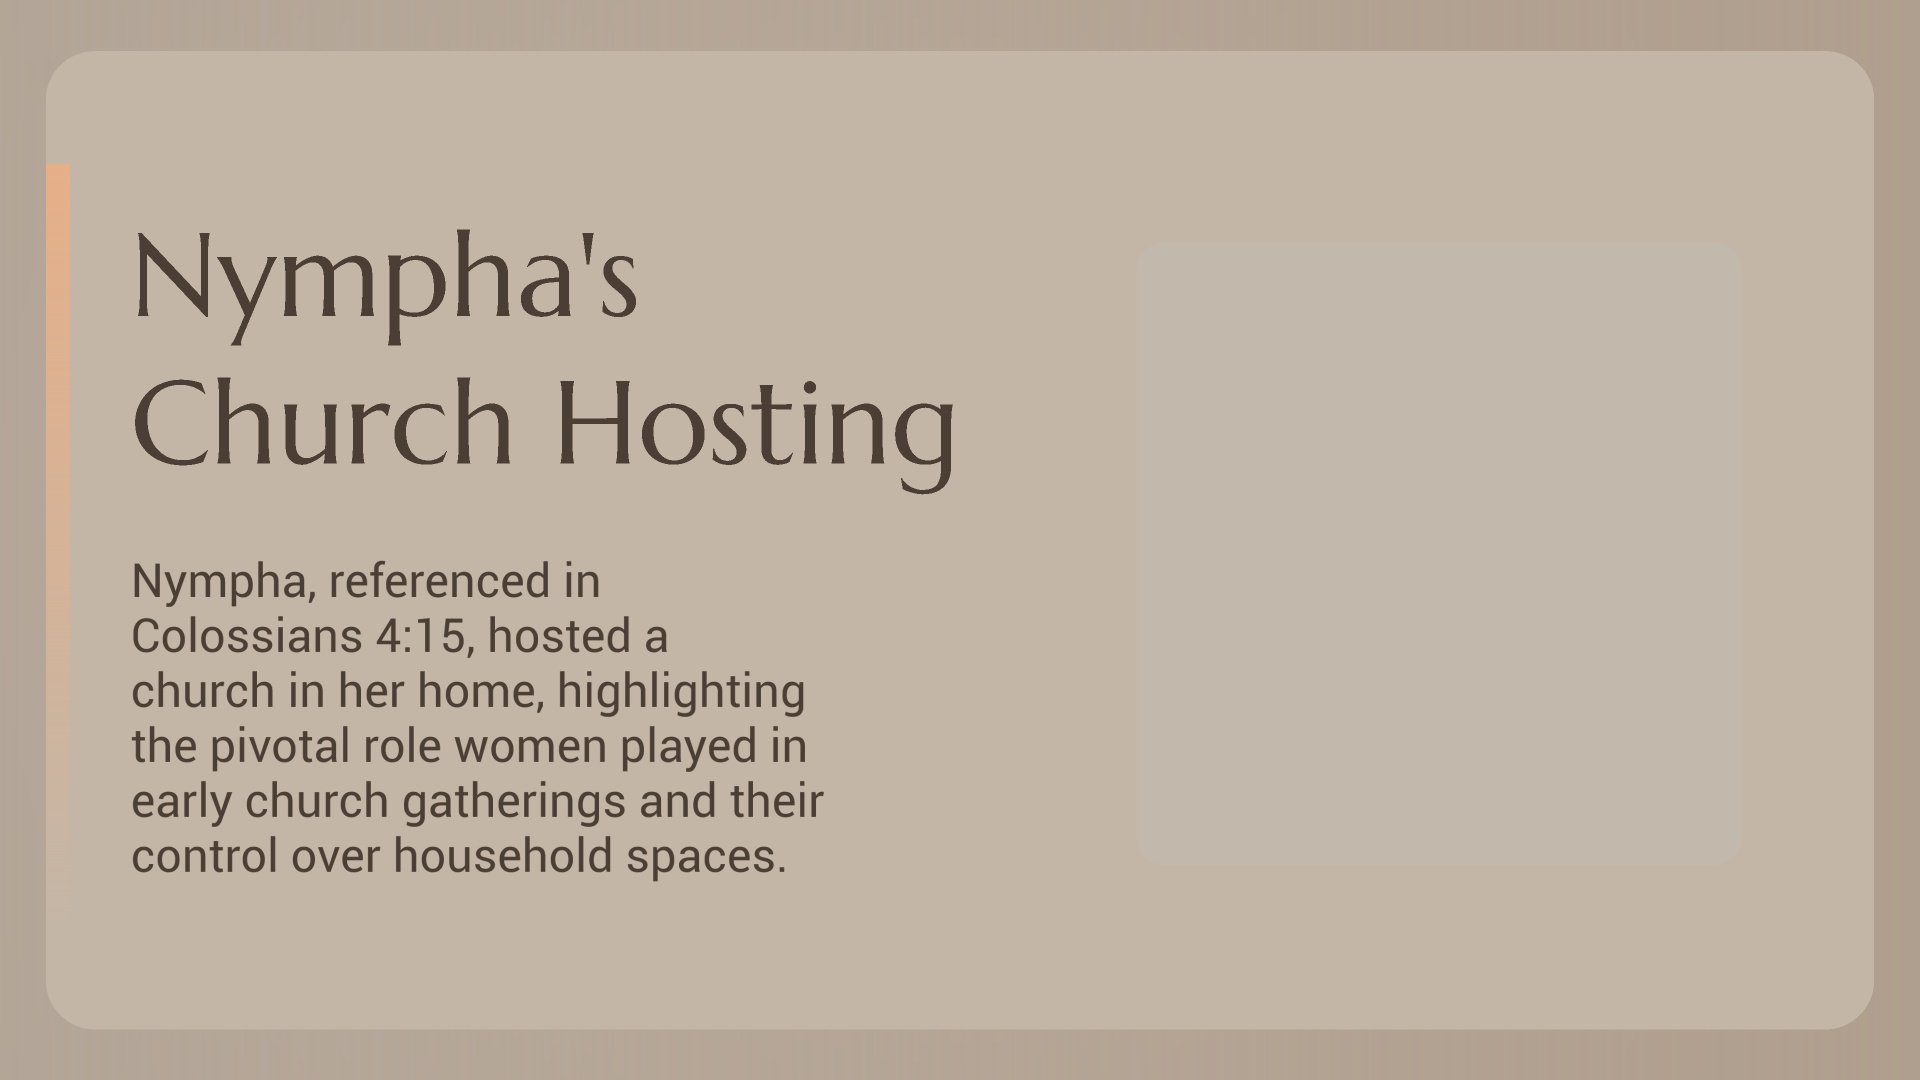 Nympha's
Church Hosting
Nympha, referenced in
Colossians 4:15, hosted a
church in her home, highlighting
the pivotal role women played in
early church gatherings and their
control over household spaces.